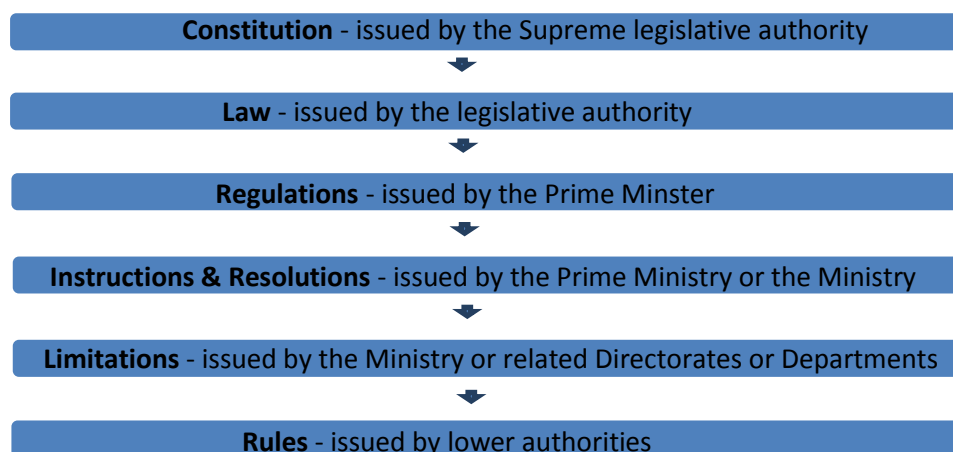 Constitution - issued by the Supreme legislative authority
Law - issued by the legislative authority
Regulations - issued by the Prime Minster
Instructions & Resolutions - issued by the Prime Ministry or the Ministry
Limitations - issued by the Ministry or related Directorates or Departments
Rules - issued by lower authorities